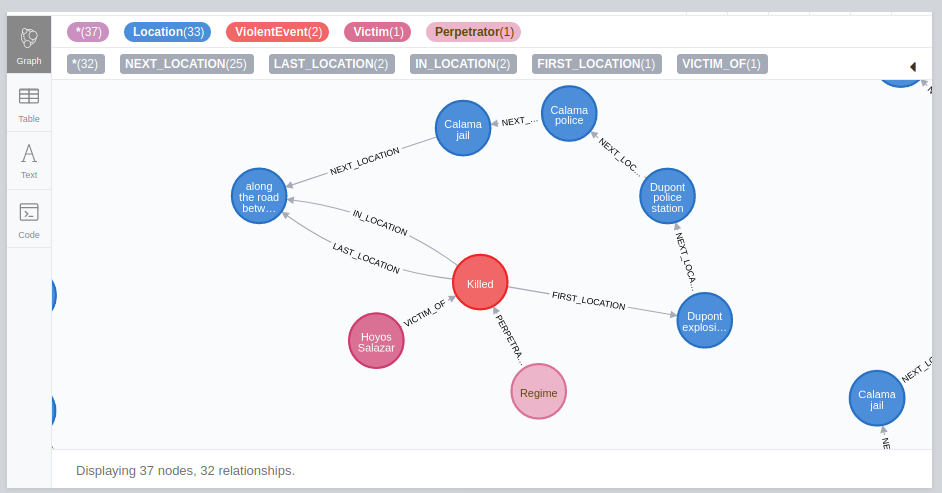 *(37) Location(33) ViolentEvent(2) Victim(1) Perpetrator(1)
*(32) NEXT_LOCATION(25) LAST_LOCATION(2) IN_LOCATION(2) FIRST_LOCATION(1) VICTIM_OF(1)
Graph
Table
Text
Code
Calama
jail
NEXT_...
Calama
police
NEXT_LOC...
NEXT_LOCATION
along
the road
betw...
Dupont
police
station
IN_LOCATION
LAST_LOCATION
NEXT_LOCA...
Killed
FIRST_LOCATION
VICTIM_OF
PERPETRA...
Dupont
explosi...
Hoyos
Salazar
Regime
Calama
jail
Displaying 37 nodes, 32 relationships.